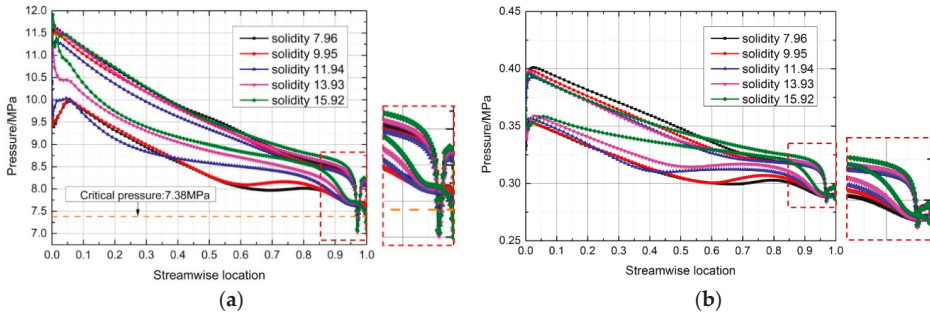 12.0
11.5
11.0
10.5
10.0
9.5
9.0
8.5
8.0
7.5
7.0
Pressure/MPa
solidity 7.96
solidity 9.95
solidity 11.94
solidity 13.93
solidity 15.92
Critical pressure:7.38MPa
0.0 0.1 0.2 0.3 0.4 0.5 0.6 0.7 0.8 0.9 1.0
Streamwise location
(a)
0.45
0.40
0.35
0.30
0.25
Pressure/MPa
solidity 7.96
solidity 9.95
solidity 11.94
solidity 13.93
solidity 15.92
0.0 0.1 0.2 0.3 0.4 0.5 0.6 0.7 0.8 0.9 1.0
Streamwise location
(b)